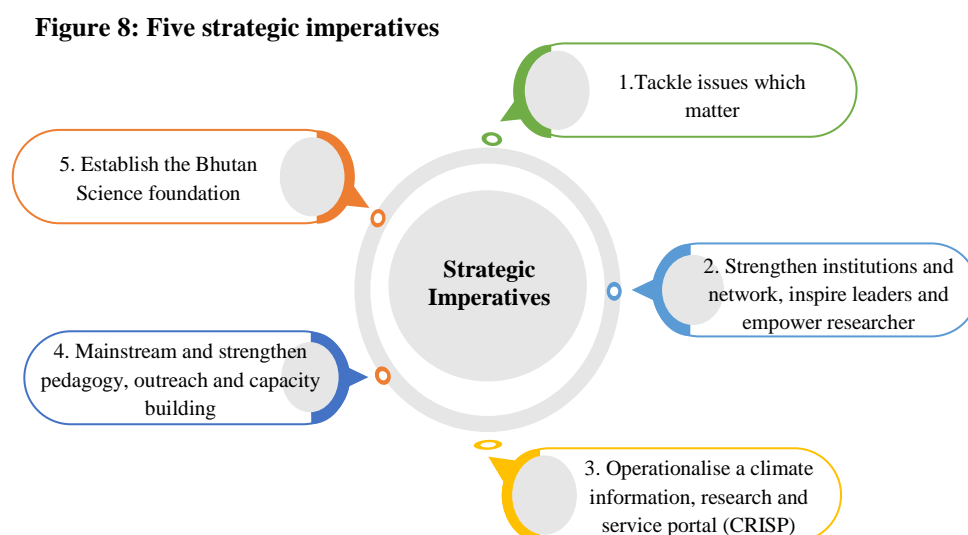 Figure 8: Five strategic imperatives
1.Tackle issues which
matter
2. Strengthen institutions and
network, inspire leaders and
empower researcher
3. Operationalise a climate
information, research and
service portal (CRISP)
4. Mainstream and strengthen
pedagogy, outreach and capacity
building
5. Establish the Bhutan
Science foundation
Strategic
Imperatives